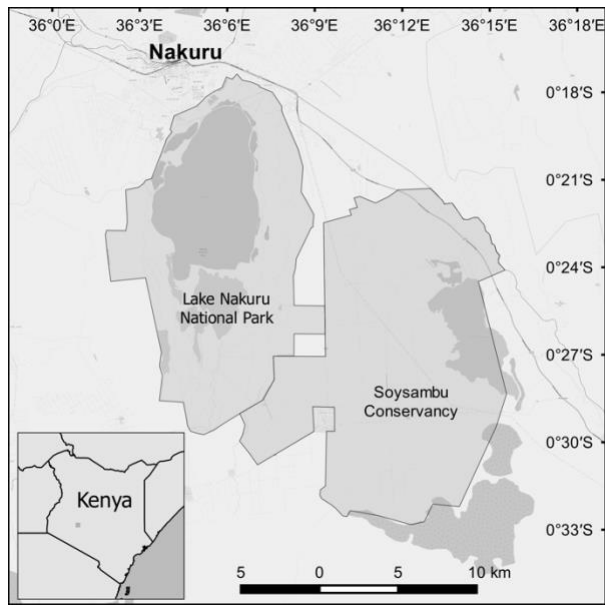 36°0'E 36°3'E 36°6'E 36°9'E 36°12'E 36°15'E 36°18'E
Nakuru
0°18'S
0°21'S
0°24'S
Lake Nakuru
National Park
0°27'S
Soysambu
Conservancy
0°30'S
Kenya
0°33'S
5 0 5 10 km